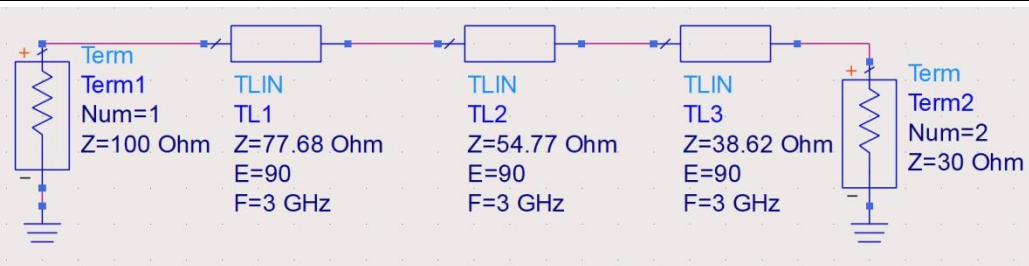 Term
Term1
Num=1
Z=100 Ohm
TLIN
TL1
Z=77.68 Ohm
E=90
F=3 GHz
TLIN
TL2
Z=54.77 Ohm
E=90
F=3 GHz
TLIN
TL3
Z=38.62 Ohm
E=90
F=3 GHz
Term
Term2
Num=2
Z=30 Ohm